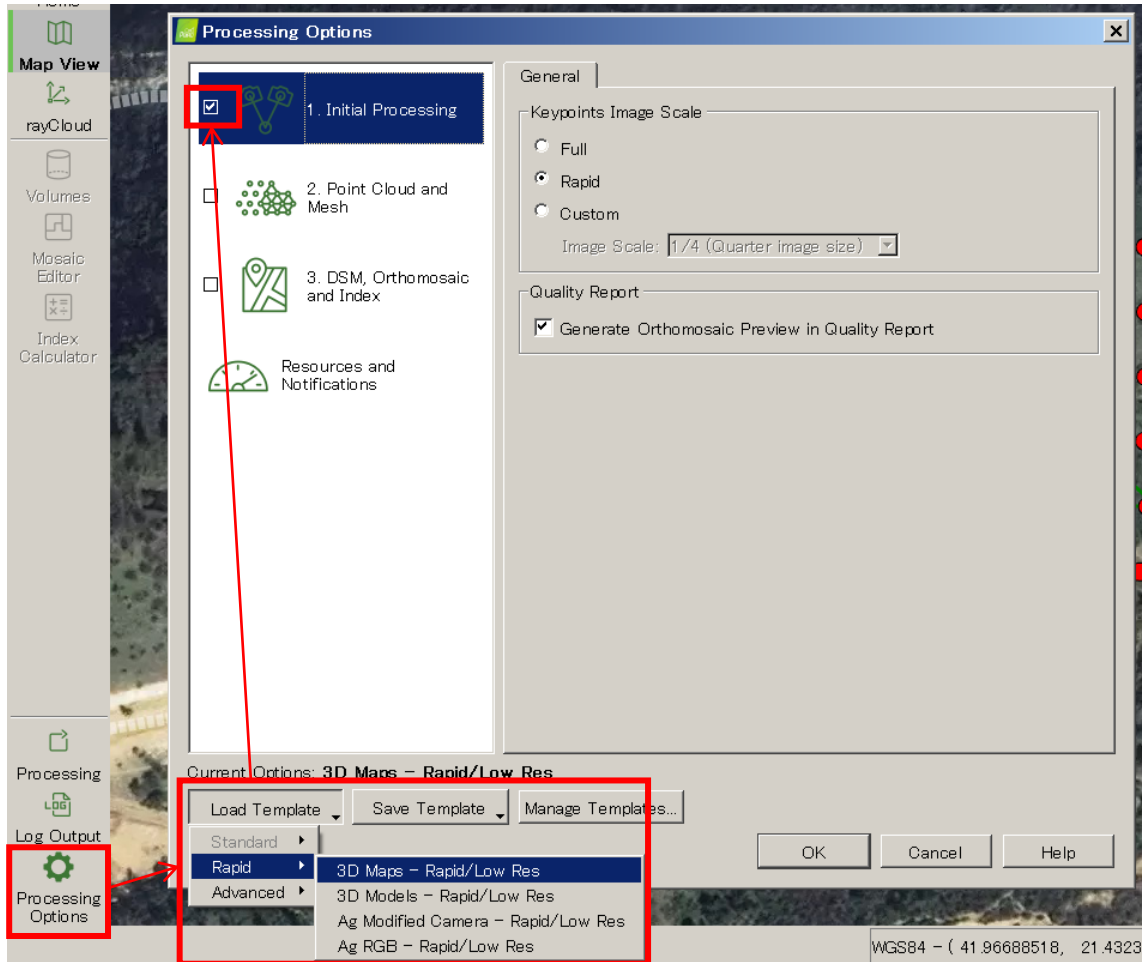 Map View
rayCloud
Volumes
Mosaic
Editor
Index
Calculator
Processing
LOG
Log Output
Processing
Options
Processing Options
1. Initial Processing
2. Point Cloud and
Mesh
3. DSM, Orthomosaic
and Index
Resources and
Notifications
General
Keypoints Image Scale
Full
Rapid
Custom
Image Scale: 1/4 (Quarter image size)
Quality Report
Generate Orthomosaic Preview in Quality Report
Current Options: 3D Maps - Rapid/Low Res
Load Template
Save Template
Manage Templates...
Standard
Rapid
Advanced
3D Maps - Rapid/Low Res
3D Models - Rapid/Low Res
Ag Modified Camera - Rapid/Low Res
Ag RGB - Rapid/Low Res
OK
Cancel
Help
WGS84 - ( 41.96688518, 21.4323